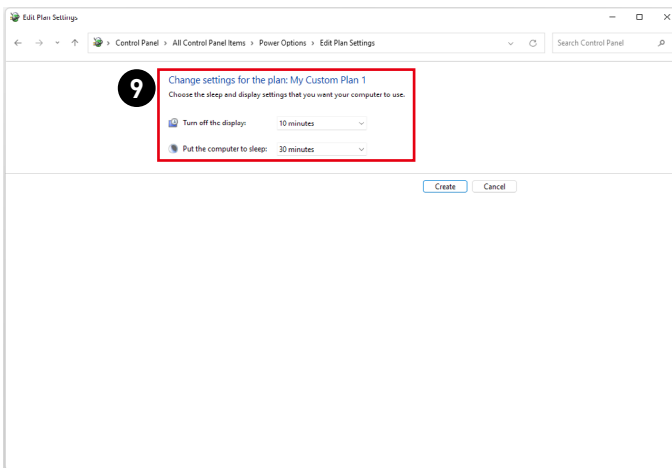 Edit Plan Settings
Control Panel > All Control Panel Items > Power Options > Edit Plan Settings
Search Control Panel
9
Change settings for the plan: My Custom Plan 1
Choose the sleep and display settings that you want your computer to use.
Turn off the display: 10 minutes
Put the computer to sleep: 30 minutes
Create Cancel